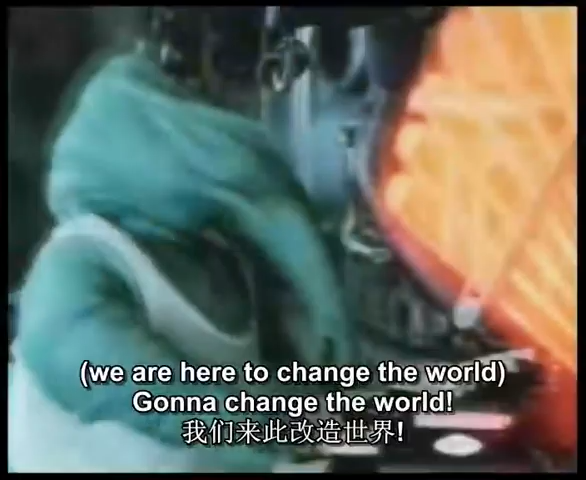 (we are here to change the world)
Gonna change the world!
我们来此改造世界!